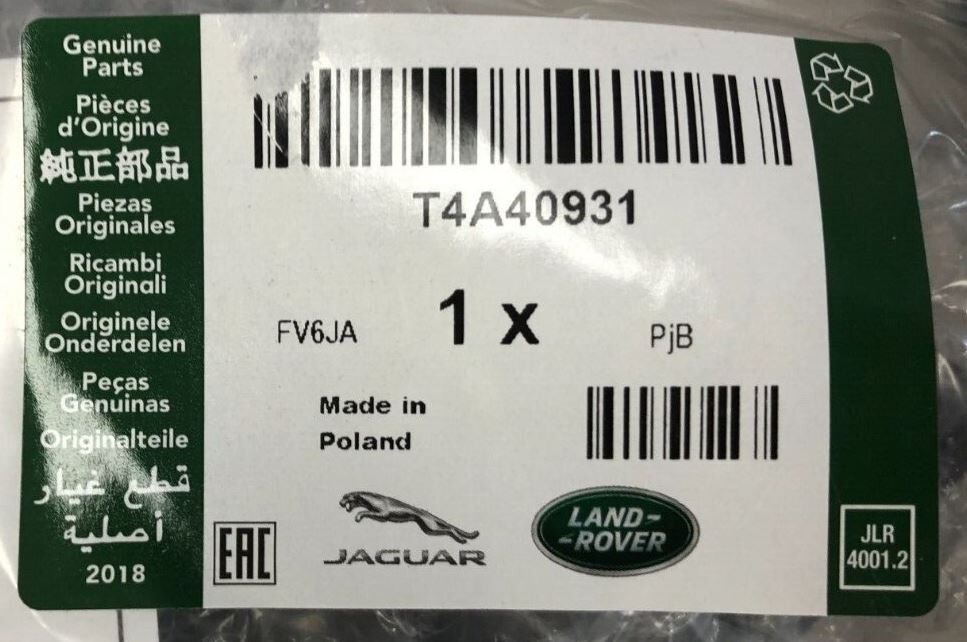 Genuine
Parts
Pièces
d'Origine
純正部品
Piezas
Originales
Ricambi
Originali
Originele
Onderdelen
Peças
Genuinas
Originalteile
قطع غيار
أصلية
2018
T4A40931
FV6JA
1 x
PjB
Made in
Poland
EAC
JAGUAR
LAND-
-ROVER
JLR
4001.2